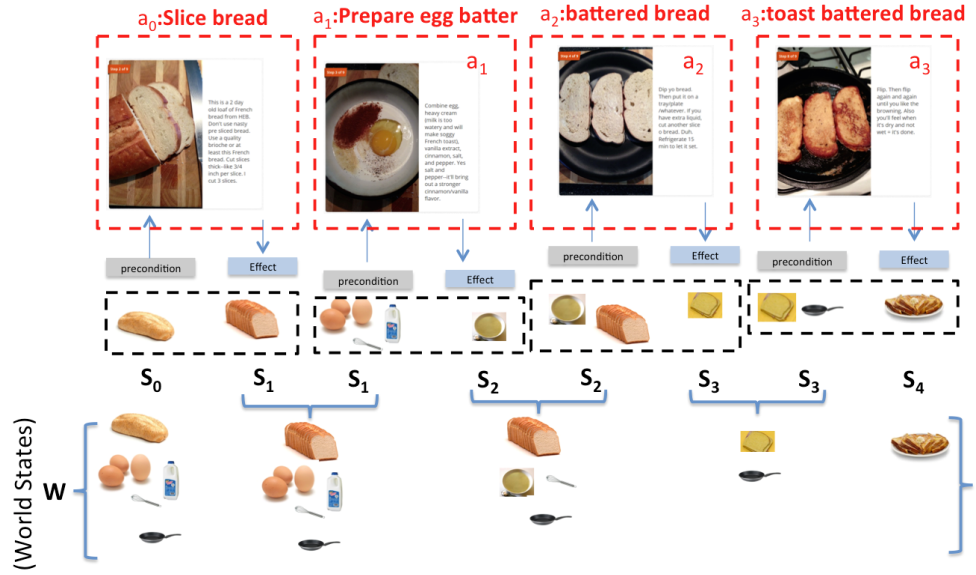 a0:Slice bread
a1:Prepare egg batter
a2:battered bread
a3:toast battered bread
Step 2 of 6
This is a 2 day
old loaf of French
bread from HEB.
Don't use nasty
pre sliced bread.
Use a quality
brioche or at
least this French
bread. Cut slices
thick--like 3/4
inch per slice. I
cut 3 slices.
a1
Combine egg,
heavy cream
(milk is too
watery and will
make soggy
French toast),
vanilla extract,
cinnamon, salt,
and pepper. Yes
salt and
pepper--it'll bring
out a stronger
cinnamon/vanilla
flavor.
a2
Dip yo bread.
Then put it on a
tray/plate
/whatever. If you
have extra liquid,
cut another slice
o bread. Duh.
Refrigerate 15
min to let it set.
a3
Flip. Then flip
again and again
until you like the
browning. Also
you'll feel when
it's dry and not
wet = it's done.
precondition
Effect
precondition
Effect
precondition
Effect
precondition
Effect
S0
S1
S1
S2
S2
S3
S3
S4
W
(World States)